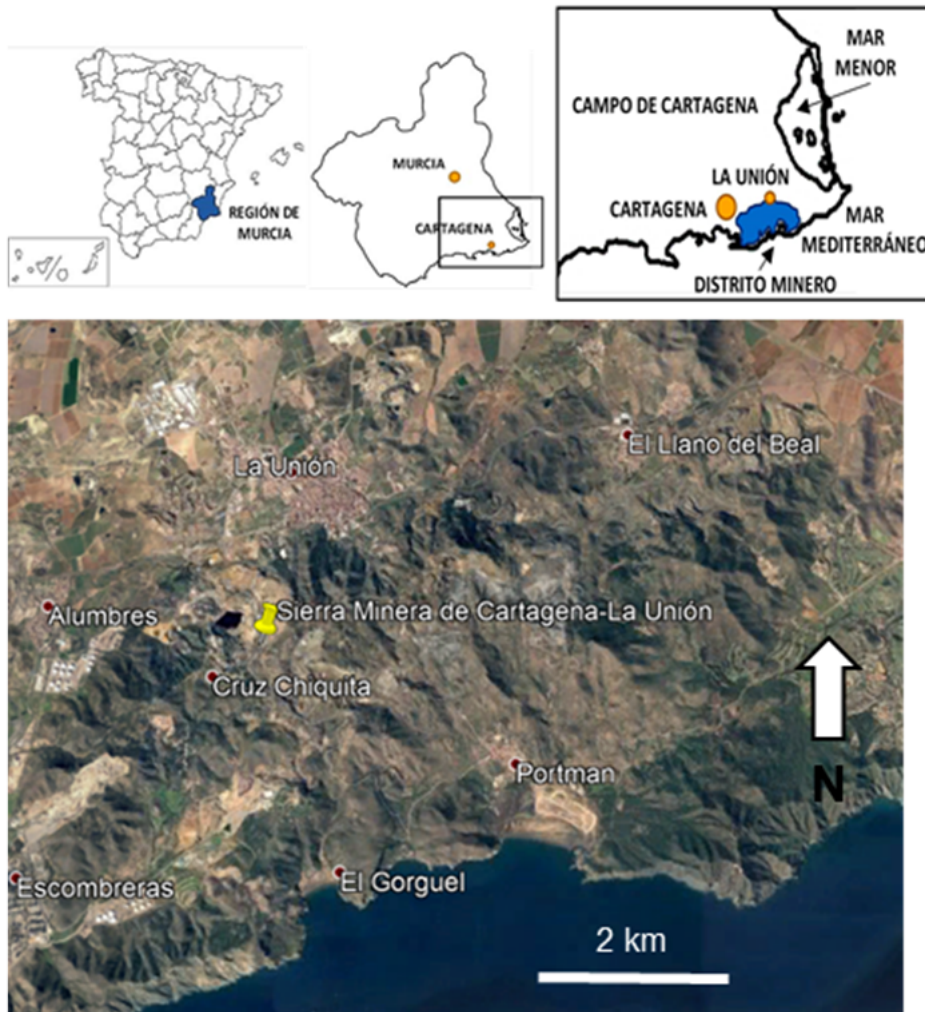 REGIÓN DE
MURCIA
MURCIA
CARTAGENA
MAR
MENOR
CAMPO DE CARTAGENA
LA UNIÓN
CARTAGENA
MAR
MEDITERRÁNEO
DISTRITO MINERO
El Llano del Beal
La Unión
Alumbres
Sierra Minera de Cartagena-La Unión
Cruz Chiquita
Portman
N
Escombreras
El Gorguel
2 km